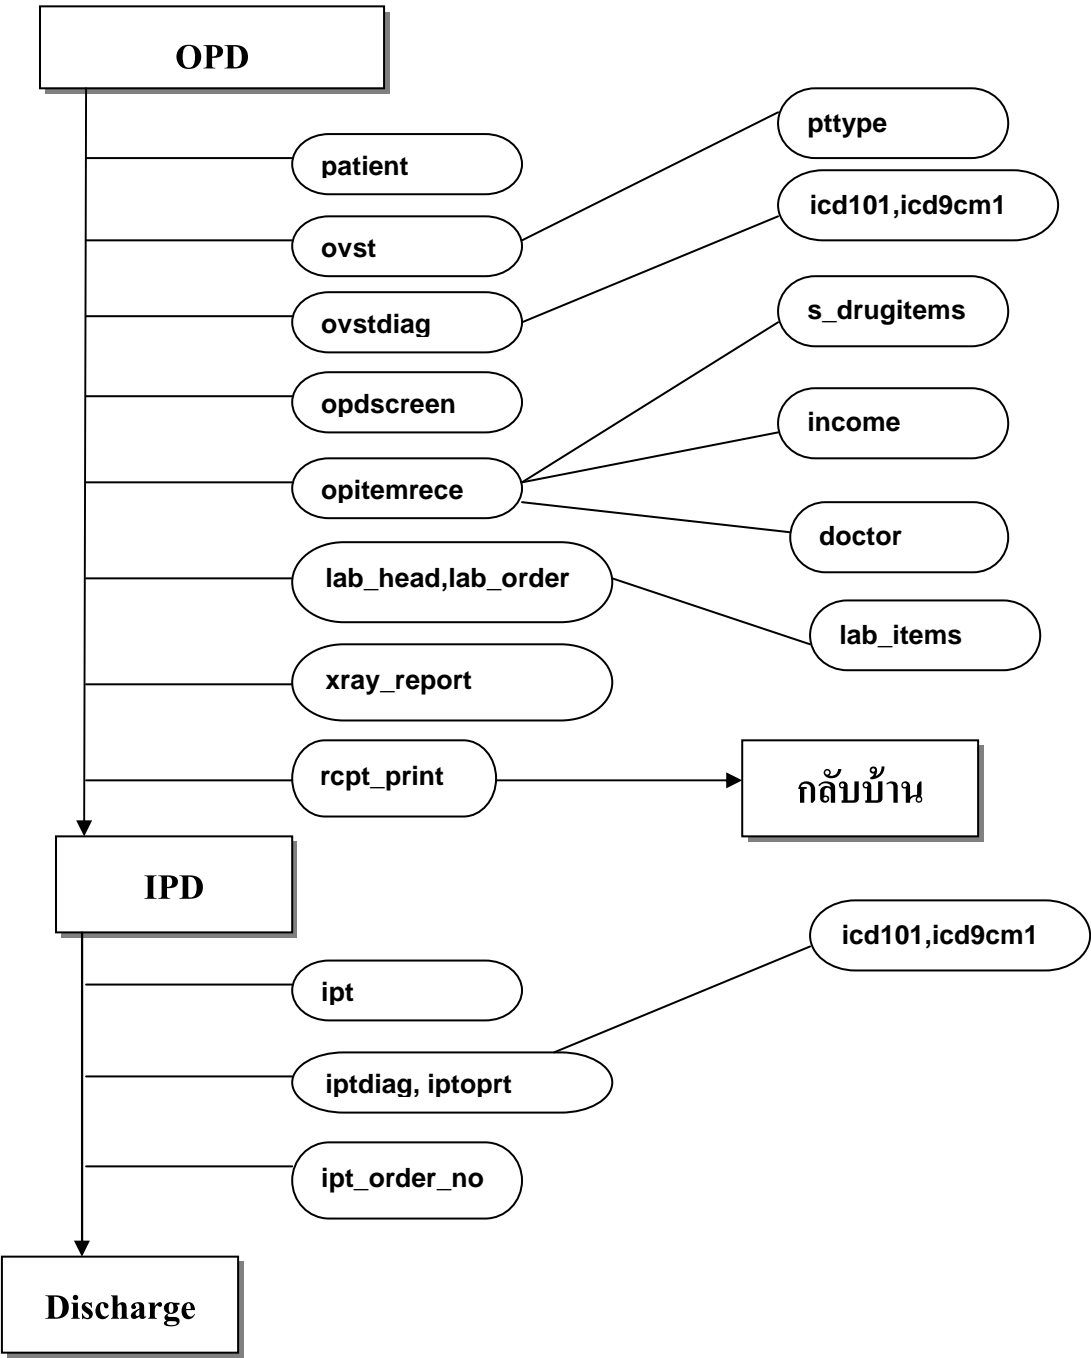 OPD
pttype
patient
icd101,icd9cm1
ovst
s_drugitems
ovstdiag
opdscreen
income
opitemrece
doctor
lab_head,lab_order
lab_items
xray_report
rcpt_print
กลับบ้าน
IPD
icd101,icd9cm1
ipt
iptdiag, iptoprt
ipt_order_no
Discharge